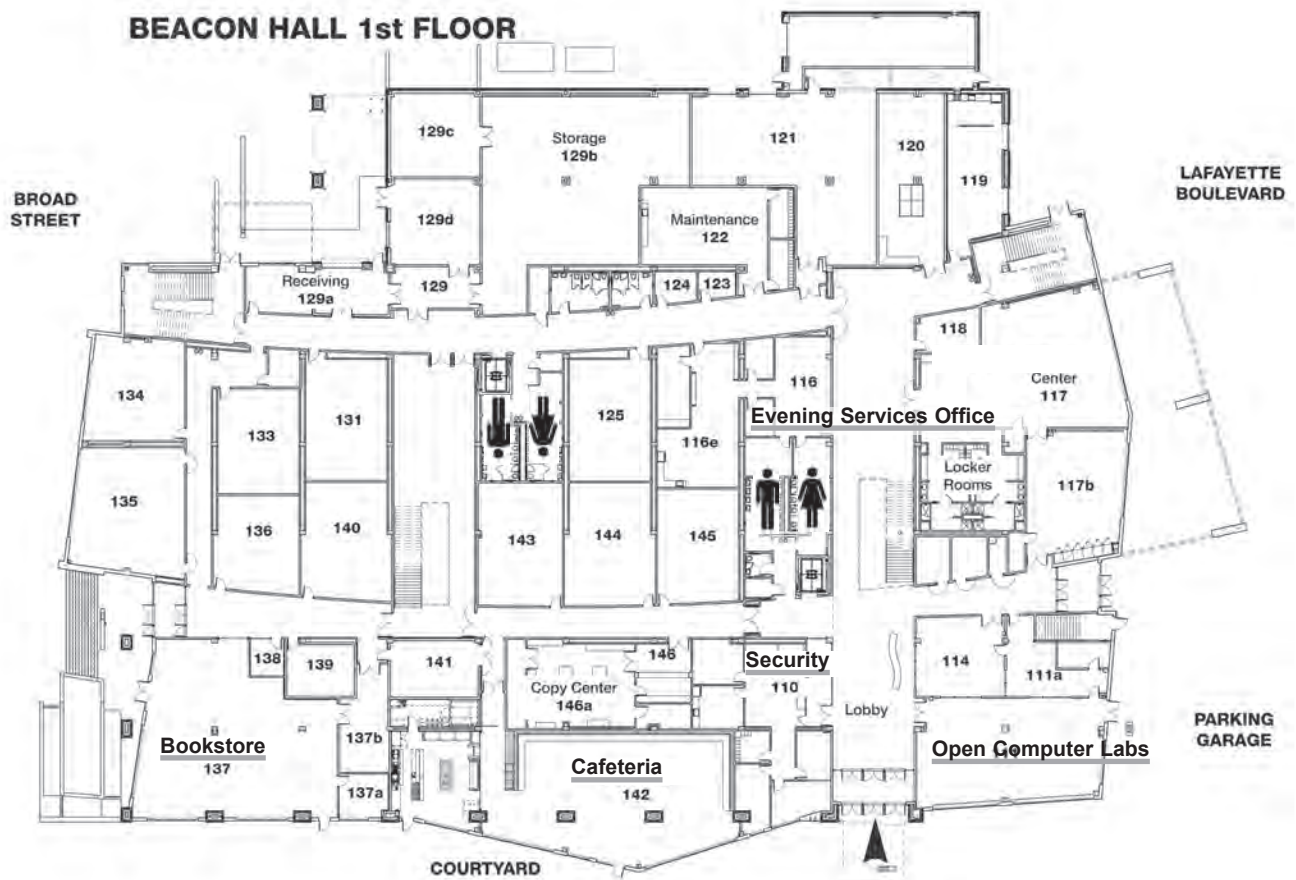 BEACON HALL 1st FLOOR
129c
Storage
129b
121
120
119
LAFAYETTE
BOULEVARD
BROAD
STREET
129d
Maintenance
122
Receiving
129a
129
124
123
118
134
133
131
125
116
116e
Center
117
Evening Services Office
135
136
140
143
144
145
Locker
Rooms
117b
138
139
141
146
Security
110
114
111a
Copy Center
146a
Lobby
PARKING
GARAGE
Bookstore
137
137b
137a
Cafeteria
142
Open Computer Labs
COURTYARD